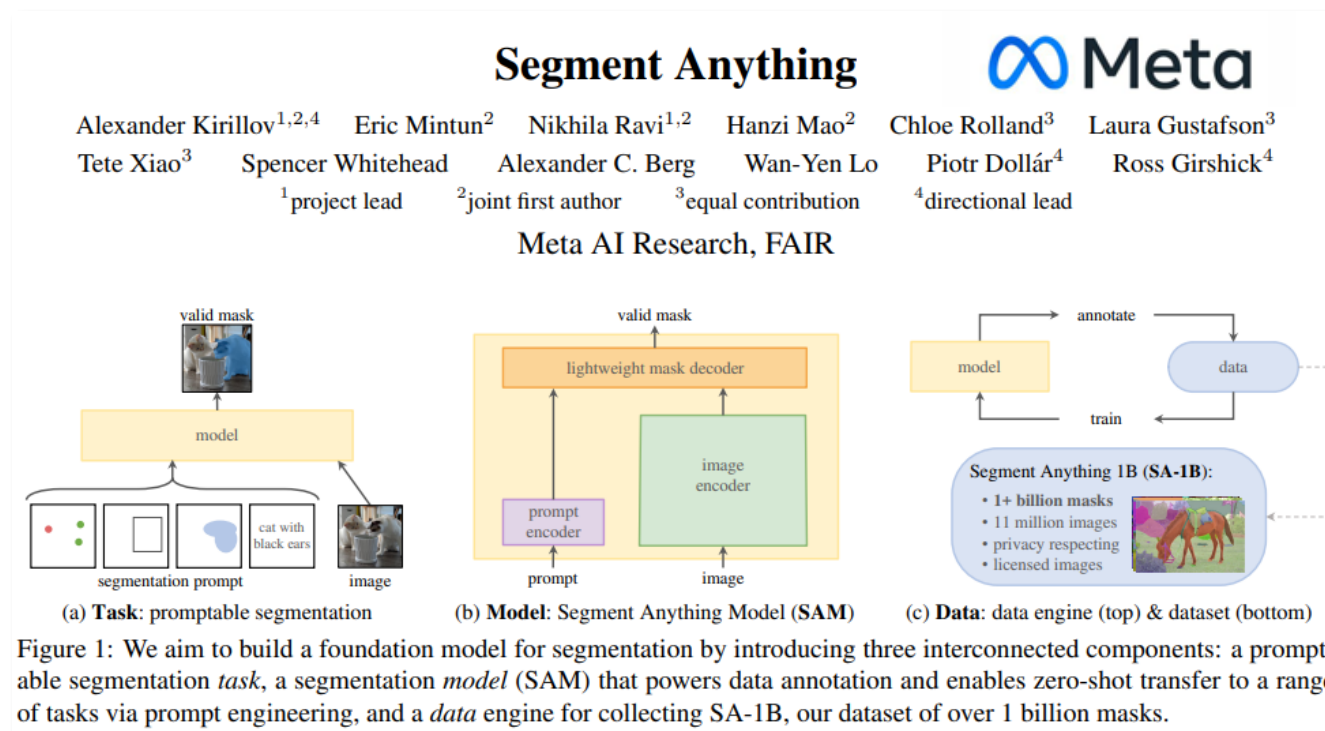 Segment Anything
Meta
Alexander Kirillov1,2,4 Eric Mintun2 Nikhila Ravi1,2 Hanzi Mao2 Chloe Rolland3 Laura Gustafson3
Tete Xiao3 Spencer Whitehead Alexander C. Berg Wan-Yen Lo Piotr Dollár4 Ross Girshick4
1project lead 2joint first author 3equal contribution 4directional lead
Meta AI Research, FAIR
valid mask
model
cat with
black ears
segmentation prompt
image
(a) Task: promptable segmentation
valid mask
lightweight mask decoder
image
encoder
prompt
encoder
prompt
image
(b) Model: Segment Anything Model (SAM)
annotate
model
data
train
Segment Anything 1B (SA-1B):
• 1+ billion masks
• 11 million images
• privacy respecting
• licensed images
(c) Data: data engine (top) & dataset (bottom)
Figure 1: We aim to build a foundation model for segmentation by introducing three interconnected components: a prompt-
able segmentation task, a segmentation model (SAM) that powers data annotation and enables zero-shot transfer to a range
of tasks via prompt engineering, and a data engine for collecting SA-1B, our dataset of over 1 billion masks.